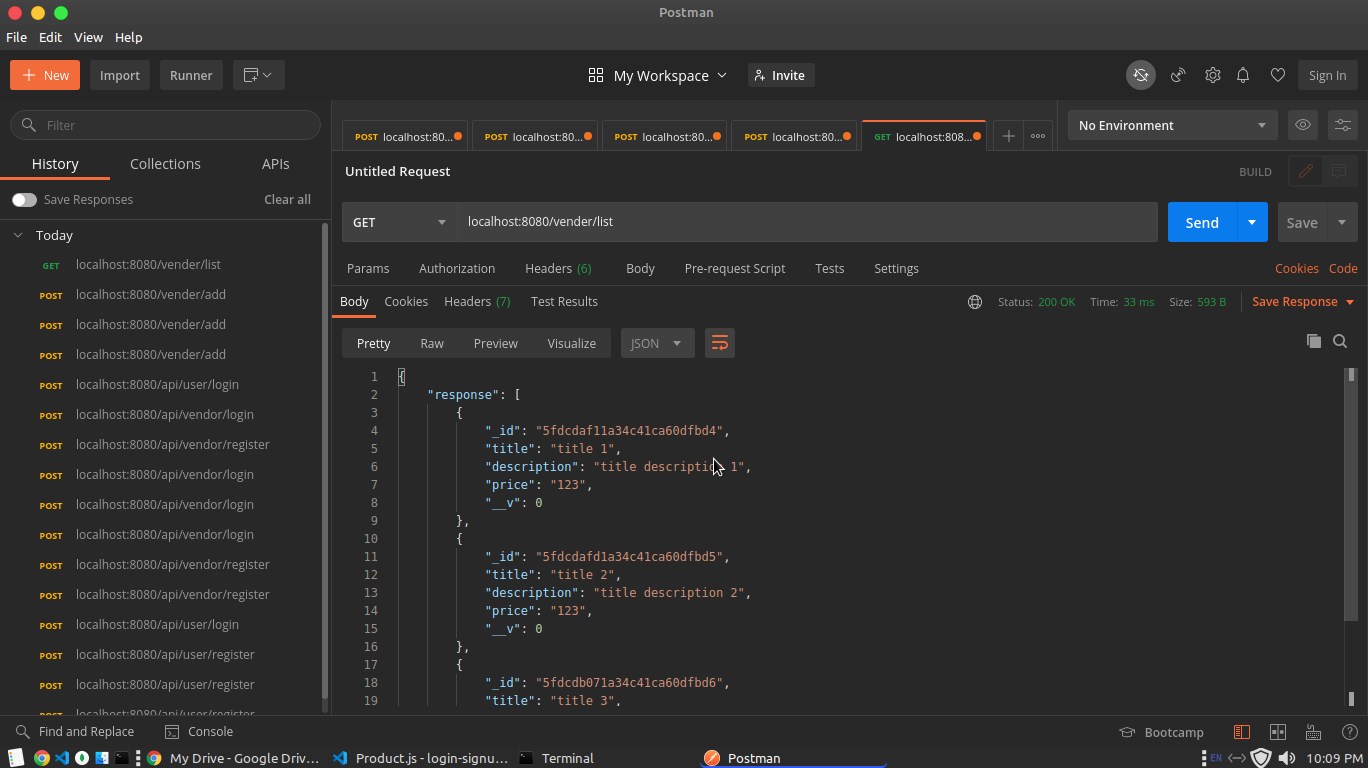 Postman
File Edit View Help
New Import Runner My Workspace Invite Sign In
Filter
POST localhost:80... POST localhost:80... POST localhost:80... POST localhost:80... GET localhost:808... No Environment
History Collections APIs
Untitled Request BUILD
Save Responses Clear all
GET localhost:8080/vender/list Send Save
Today
GET localhost:8080/vender/list
POST localhost:8080/vender/add
POST localhost:8080/vender/add
POST localhost:8080/vender/add
POST localhost:8080/api/user/login
POST localhost:8080/api/vendor/login
POST localhost:8080/api/vendor/register
POST localhost:8080/api/vendor/login
POST localhost:8080/api/vendor/login
POST localhost:8080/api/vendor/login
POST localhost:8080/api/vendor/register
POST localhost:8080/api/vendor/register
POST localhost:8080/api/user/login
POST localhost:8080/api/user/register
POST localhost:8080/api/user/register
POST localhost:8080/api/user/register
Params Authorization Headers (6) Body Pre-request Script Tests Settings Cookies Code
Body Cookies Headers (7) Test Results Status: 200 OK Time: 33 ms Size: 593 B Save Response
Pretty Raw Preview Visualize JSON
1 {
2 "response": [
3 {
4 "_id": "5fdcdaf11a34c41ca60dfbd4",
5 "title": "title 1",
6 "description": "title description 1",
7 "price": "123",
8 "__v": 0
9 },
10 {
11 "_id": "5fdcdafd1a34c41ca60dfbd5",
12 "title": "title 2",
13 "description": "title description 2",
14 "price": "123",
15 "__v": 0
16 },
17 {
18 "_id": "5fdcdb071a34c41ca60dfbd6",
19 "title": "title 3",
Find and Replace Console Bootcamp
My Drive - Google Driv... Product.js - login-signu... Terminal Postman EN 10:09 PM